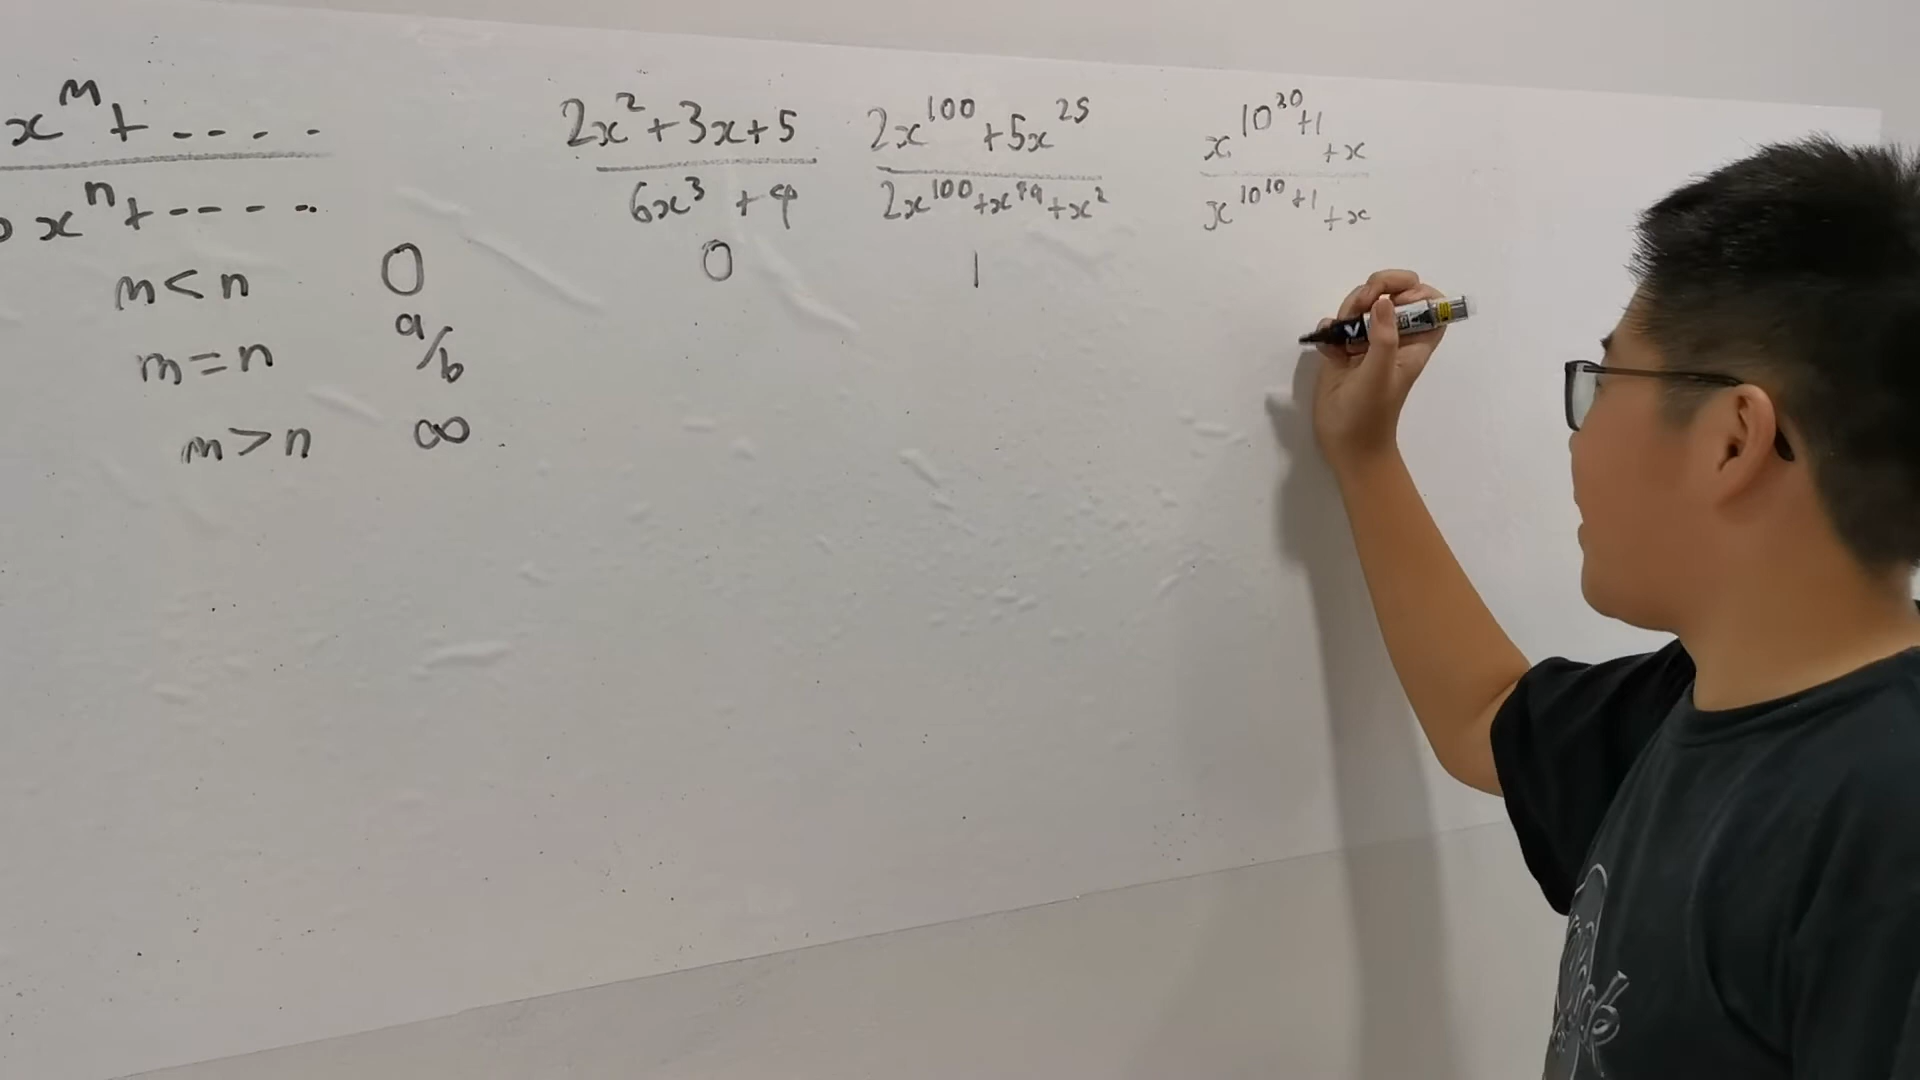 x^m + - - - -
x^n + - - - - -
m < n 0
m = n a/b
m > n ∞
2x^2 + 3x + 5
6x^3 + 9
0
2x^100 + 5x^25
2x^100 + x^99 + x^2
1
x^(10^20 + 1) + x
x^(10^10 + 1) + x